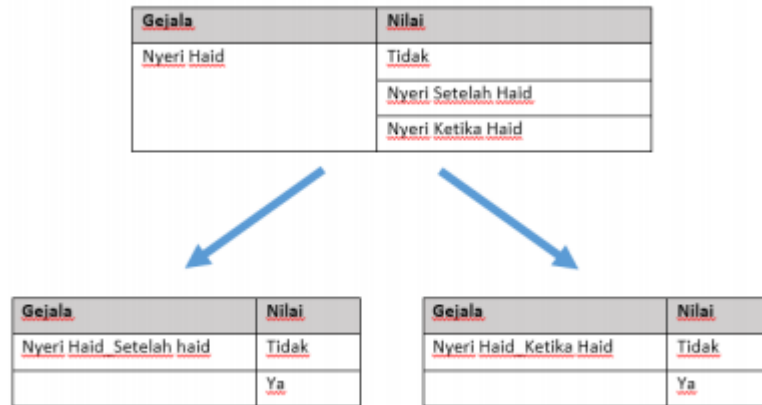 Gejala Nilai
Nyeri Haid Tidak
Nyeri Setelah Haid
Nyeri Ketika Haid
Gejala Nilai
Nyeri Haid_Setelah haid Tidak
Ya
Gejala Nilai
Nyeri Haid_Ketika Haid Tidak
Ya